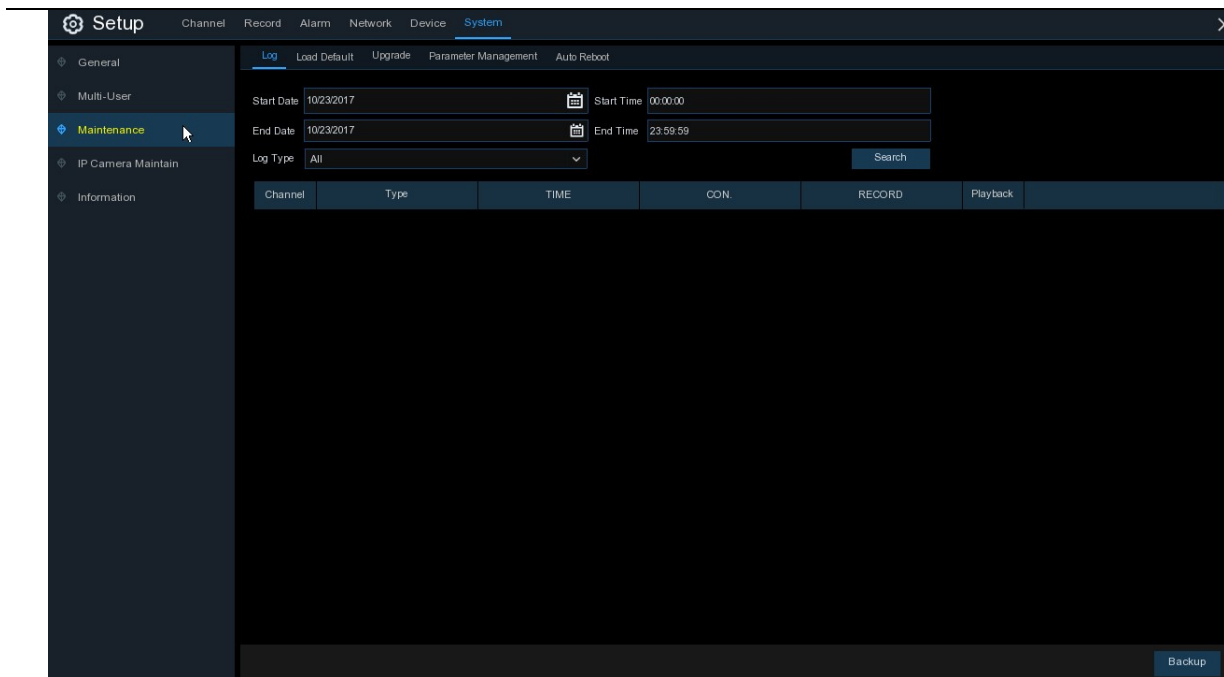 Setup Channel Record Alarm Network Device System
General
Multi-User
Maintenance
IP Camera Maintain
Information
Log Load Default Upgrade Parameter Management Auto Reboot
Start Date 10/23/2017 Start Time 00:00:00
End Date 10/23/2017 End Time 23:59:59
Log Type All Search
Channel Type TIME CON. RECORD Playback
Backup